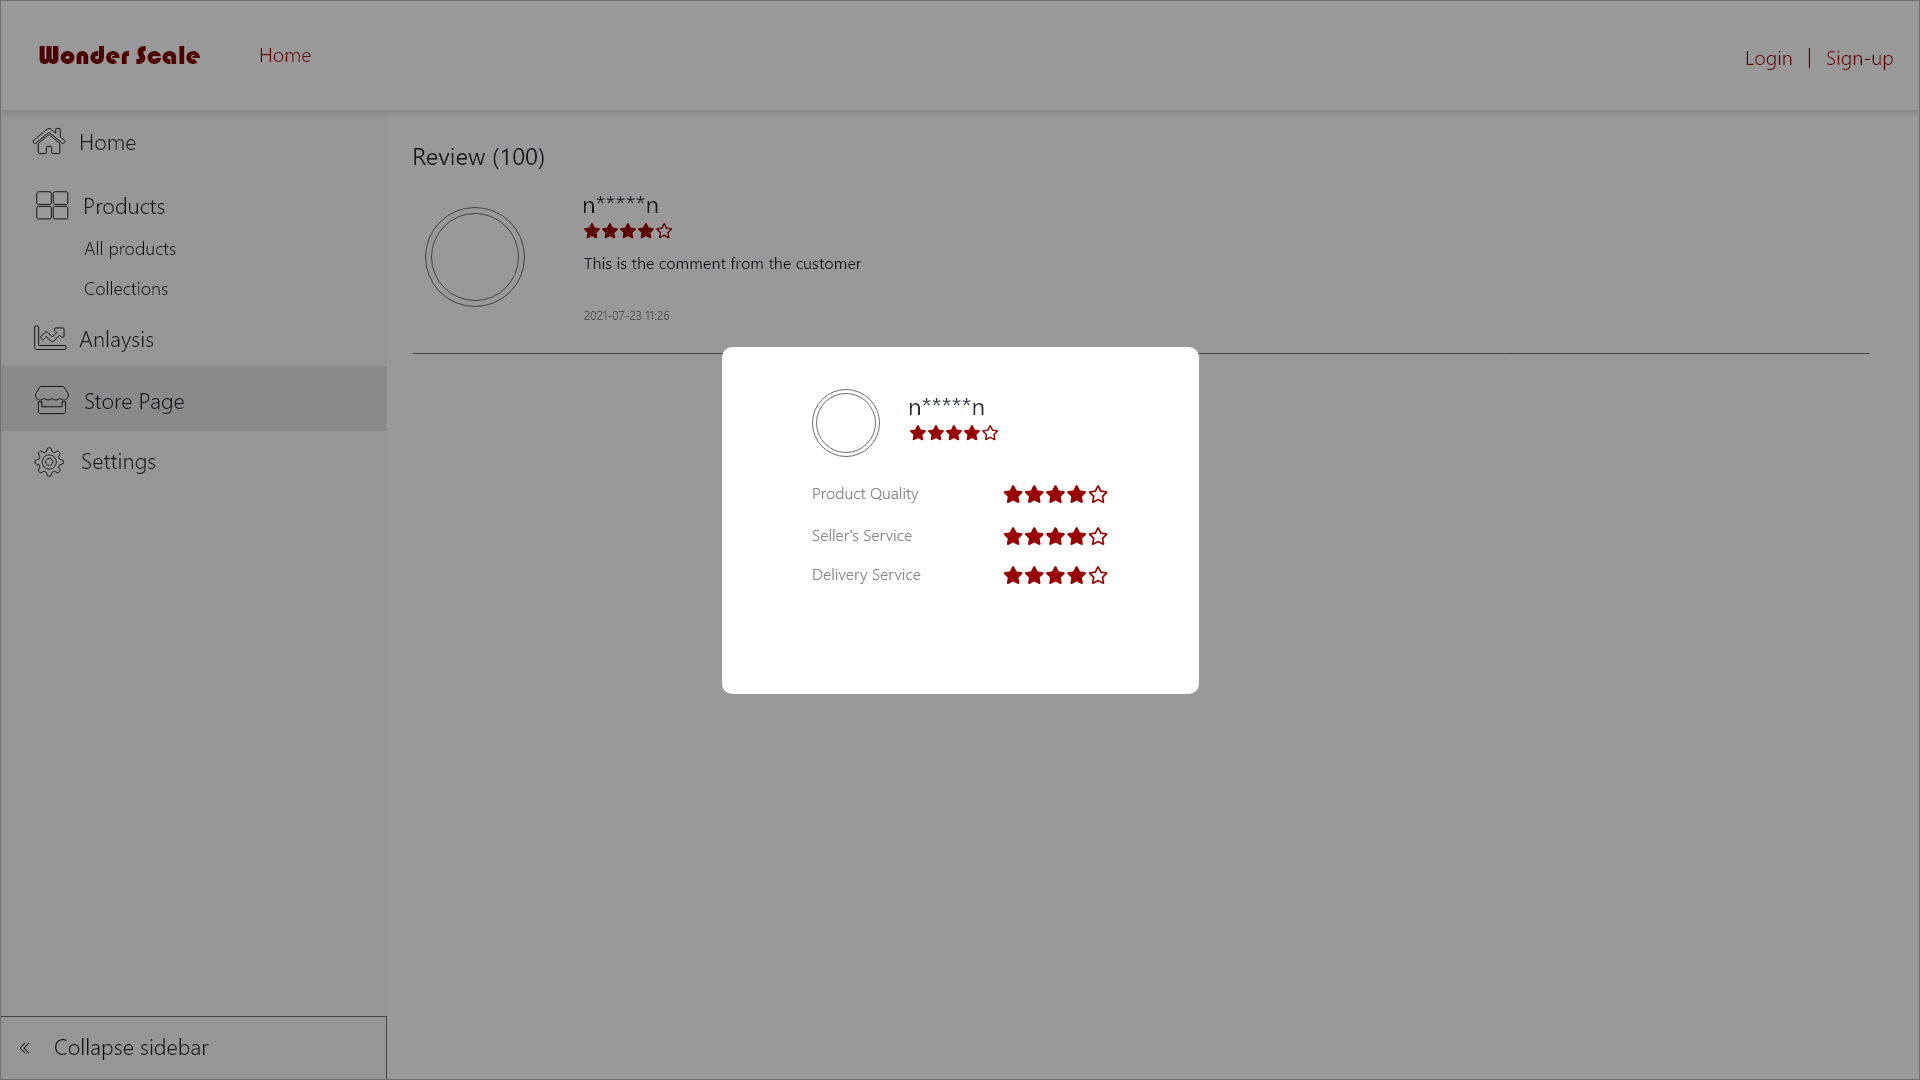 Wonder Scale
Home
Login | Sign-up
Home
Products
All products
Collections
Anlaysis
Store Page
Settings
« Collapse sidebar
Review (100)
n*****n
This is the comment from the customer
2021-07-23 11:26
n*****n
Product Quality
Seller's Service
Delivery Service